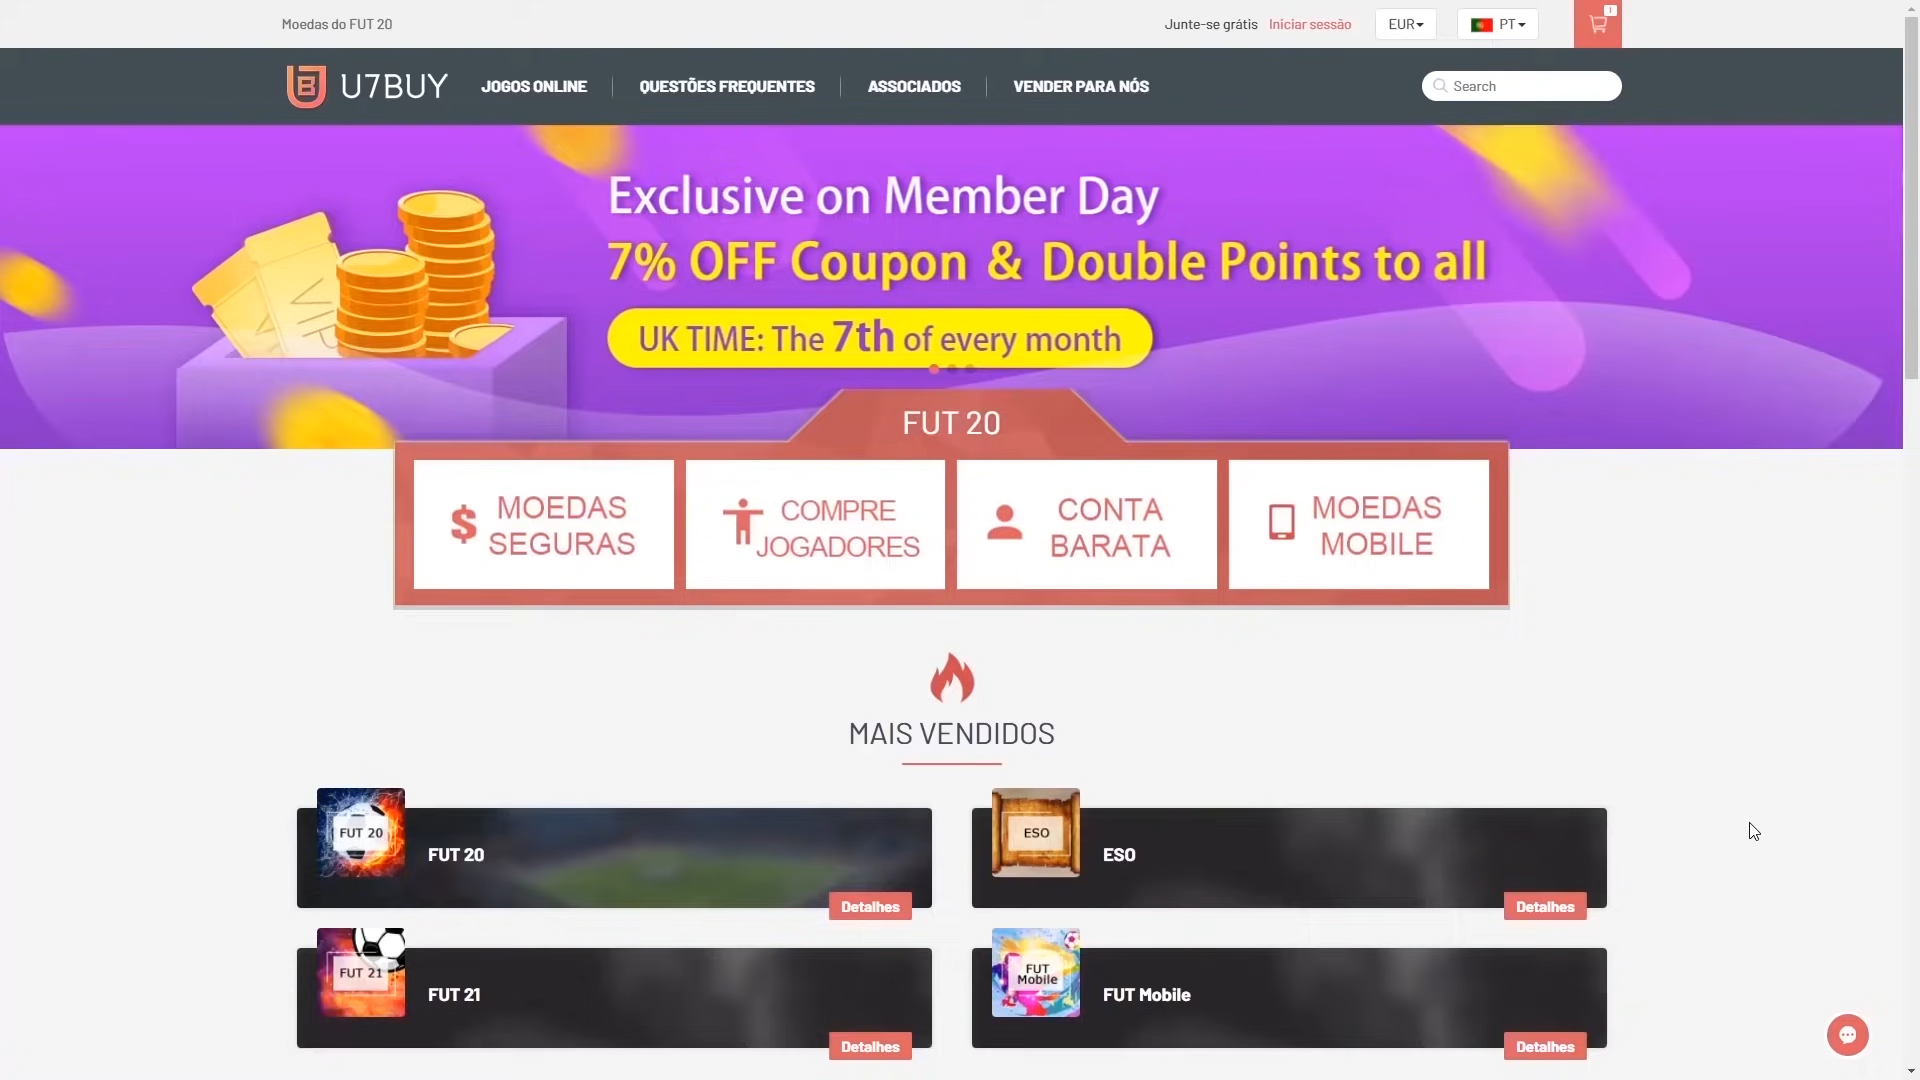 Moedas do FUT 20
Junte-se grátis Iniciar sessão EUR PT 1
U7BUY JOGOS ONLINE QUESTÕES FREQUENTES ASSOCIADOS VENDER PARA NÓS Search
Exclusive on Member Day
7% OFF Coupon & Double Points to all
UK TIME: The 7th of every month
VIP
FUT 20
$ MOEDAS
SEGURAS
COMPRE
JOGADORES
CONTA
BARATA
MOEDAS
MOBILE
MAIS VENDIDOS
FUT 20
FUT 20
Detalhes
ESO
ESO
Detalhes
FUT 21
FUT 21
Detalhes
FUT
Mobile
FUT Mobile
Detalhes